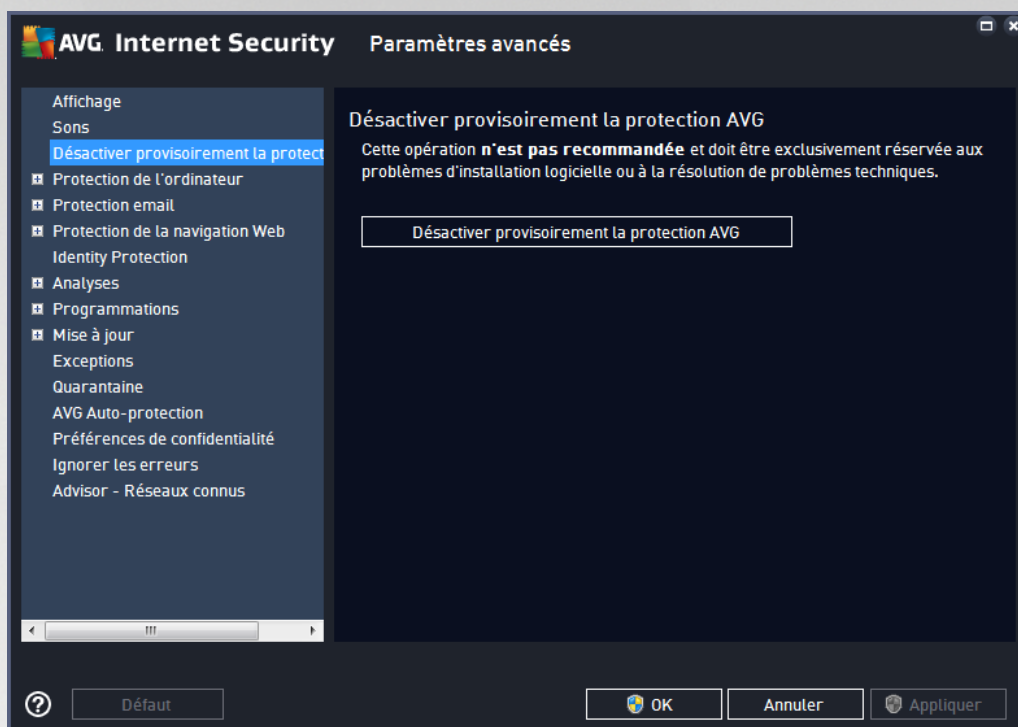 AVG. Internet Security
Paramètres avancés
Affichage
Sons
Désactiver provisoirement la protect
Protection de l'ordinateur
Protection email
Protection de la navigation Web
Identity Protection
Analyses
Programmations
Mise à jour
Exceptions
Quarantaine
AVG Auto-protection
Préférences de confidentialité
Ignorer les erreurs
Advisor - Réseaux connus
Désactiver provisoirement la protection AVG
Cette opération n'est pas recommandée et doit être exclusivement réservée aux
problèmes d'installation logicielle ou à la résolution de problèmes techniques.
Désactiver provisoirement la protection AVG
Défaut
OK
Annuler
Appliquer